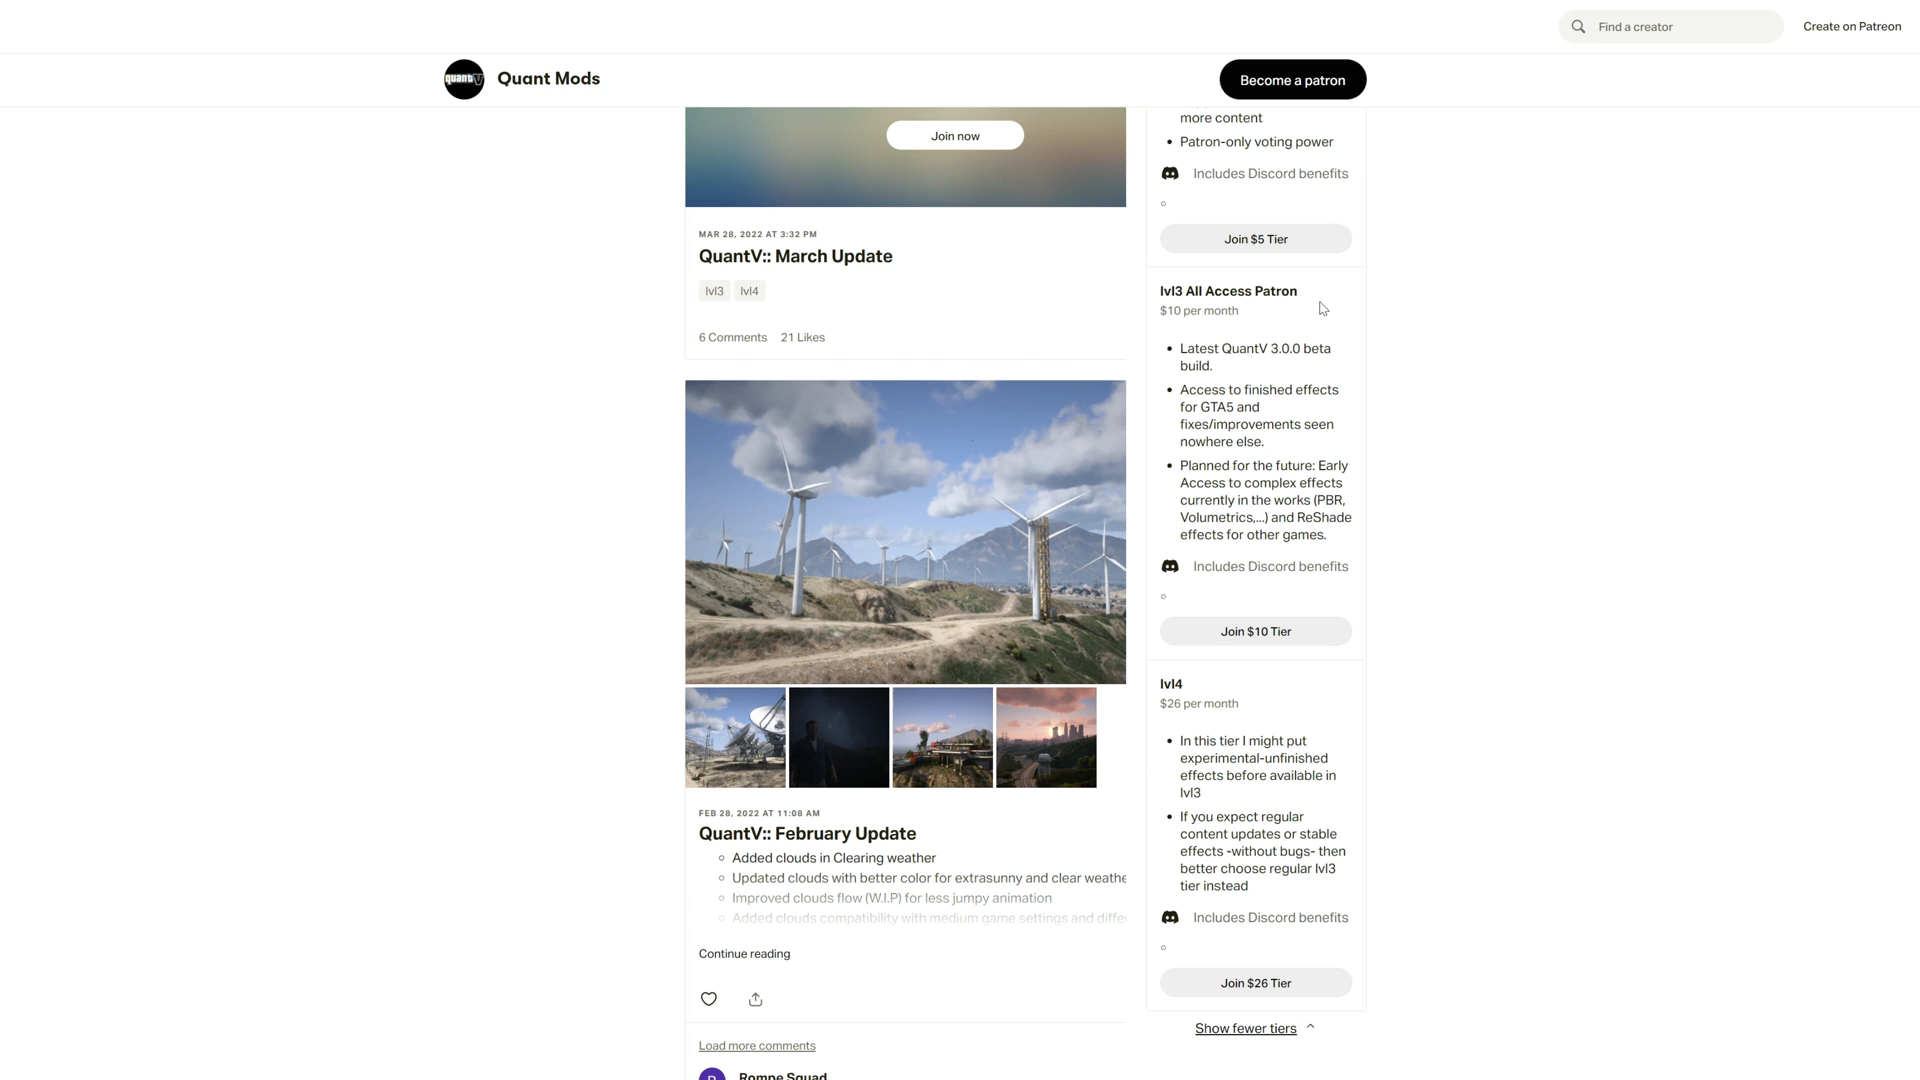 Find a creator
Create on Patreon
quantV
Quant Mods
Become a patron
Join now
MAR 28, 2022 AT 3:32 PM
QuantV:: March Update
lvl3
lvl4
6 Comments
21 Likes
FEB 28, 2022 AT 11:08 AM
QuantV:: February Update
Added clouds in Clearing weather
Updated clouds with better color for extrasunny and clear weathe
Improved clouds flow (W.I.P) for less jumpy animation
Added clouds compatibility with medium game settings and diffe
Continue reading
Load more comments
Rompe Squad
more content
• Patron-only voting power
Includes Discord benefits
Join $5 Tier
lvl3 All Access Patron
$10 per month
• Latest QuantV 3.0.0 beta
build.
• Access to finished effects
for GTA5 and
fixes/improvements seen
nowhere else.
• Planned for the future: Early
Access to complex effects
currently in the works (PBR,
Volumetrics,...) and ReShade
effects for other games.
Includes Discord benefits
Join $10 Tier
lvl4
$26 per month
• In this tier I might put
experimental-unfinished
effects before available in
lvl3
• If you expect regular
content updates or stable
effects -without bugs- then
better choose regular lvl3
tier instead
Includes Discord benefits
Join $26 Tier
Show fewer tiers